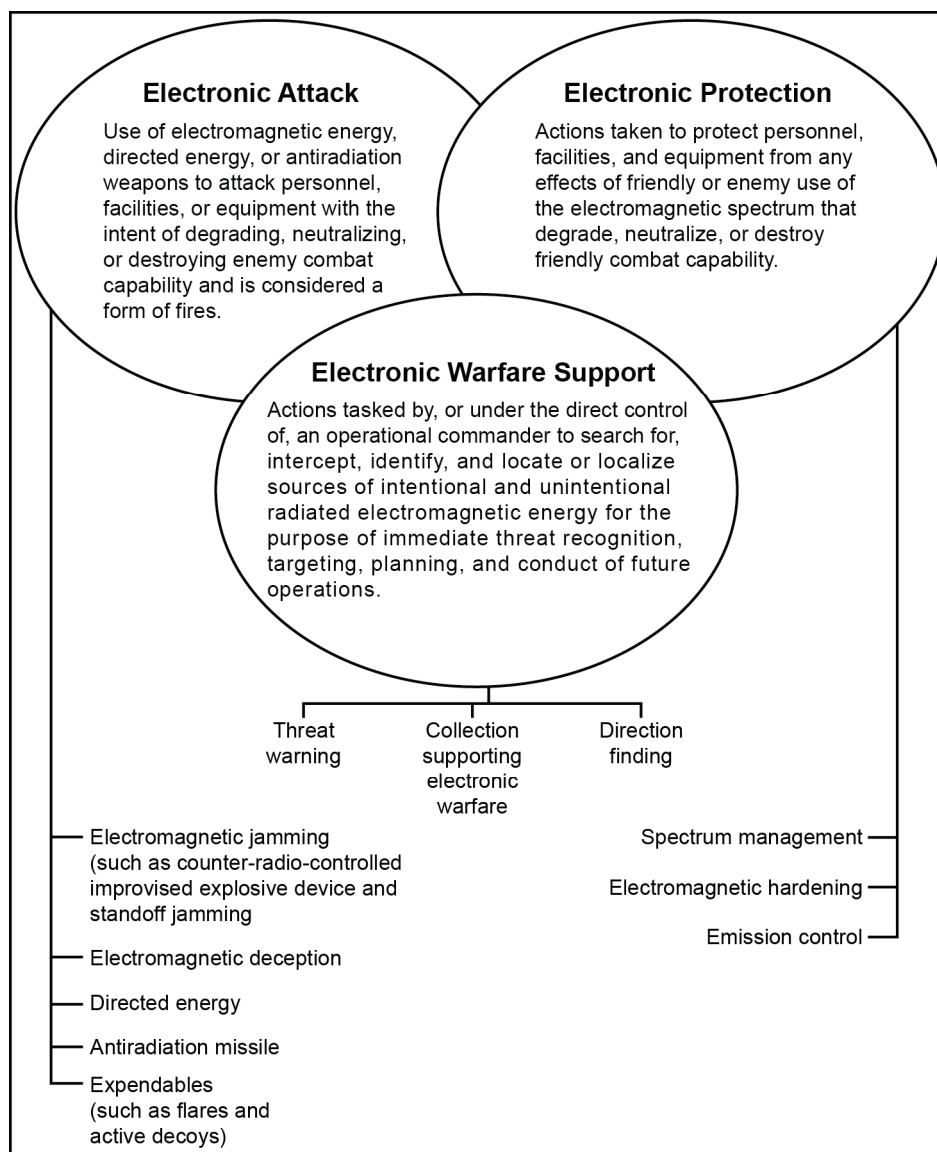 Electronic Attack
Use of electromagnetic energy,
directed energy, or antiradiation
weapons to attack personnel,
facilities, or equipment with the
intent of degrading, neutralizing,
or destroying enemy combat
capability and is considered a
form of fires.
Electronic Protection
Actions taken to protect personnel,
facilities, and equipment from any
effects of friendly or enemy use of
the electromagnetic spectrum that
degrade, neutralize, or destroy
friendly combat capability.
Electronic Warfare Support
Actions tasked by, or under the direct control
of, an operational commander to search for,
intercept, identify, and locate or localize
sources of intentional and unintentional
radiated electromagnetic energy for the
purpose of immediate threat recognition,
targeting, planning, and conduct of future
operations.
Threat
warning
Collection
supporting
electronic
warfare
Direction
finding
Electromagnetic jamming
(such as counter-radio-controlled
improvised explosive device and
standoff jamming
Electromagnetic deception
Directed energy
Antiradiation missile
Expendables
(such as flares and
active decoys)
Spectrum management
Electromagnetic hardening
Emission control